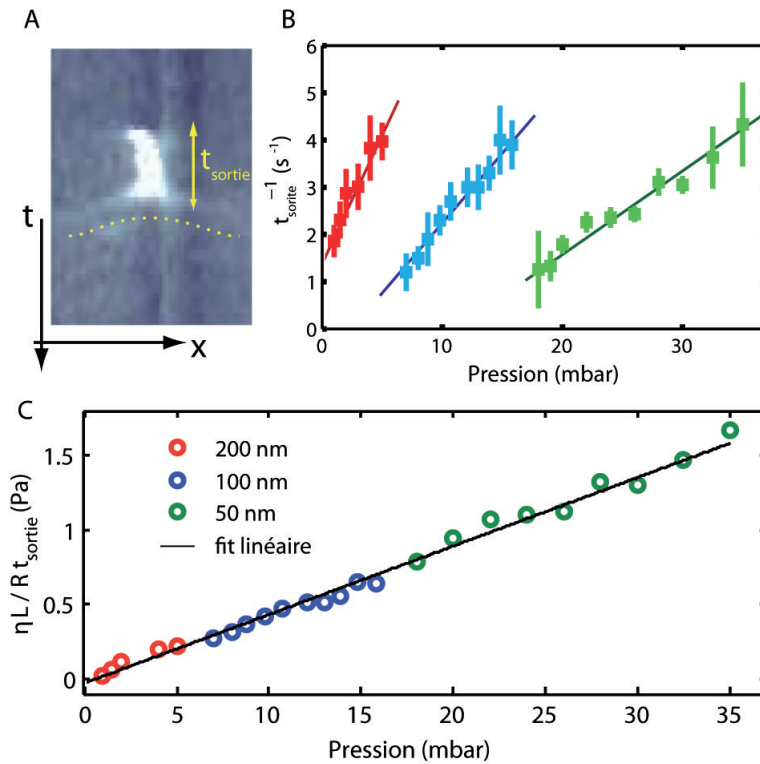 A
t sortie
t
x
B
t sorite -1 (s-1)
6
5
4
3
2
1
0
0 10 20 30
Pression (mbar)
C
200 nm
100 nm
50 nm
fit linéaire
η L / R t sortie (Pa)
1.5
1
0.5
0
0 5 10 15 20 25 30 35
Pression (mbar)